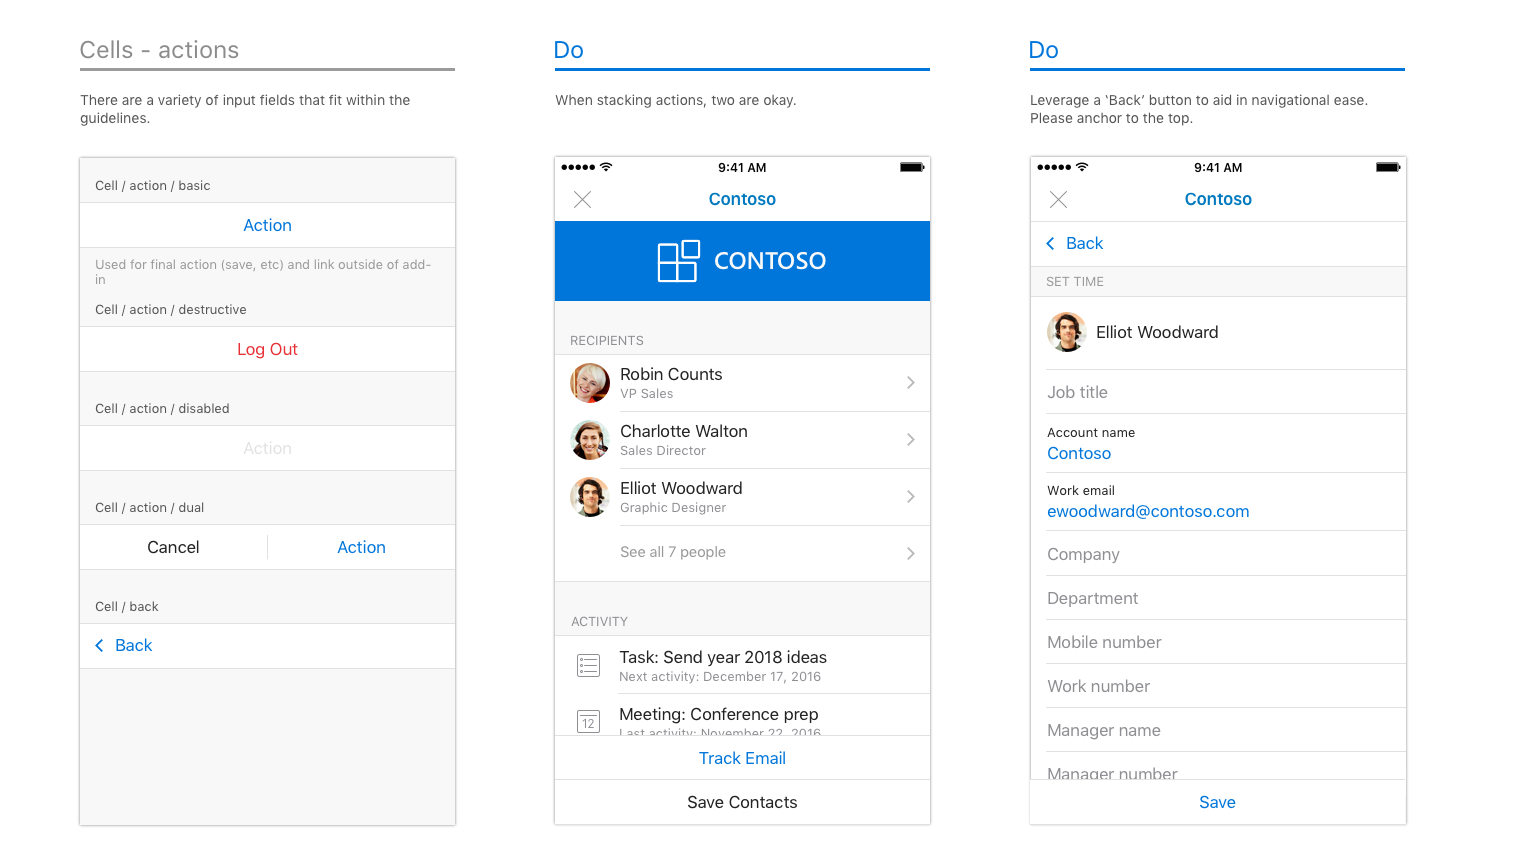 Cells - actions
There are a variety of input fields that fit within the
guidelines.
Cell / action / basic
Action
Used for final action (save, etc) and link outside of add-
in
Cell / action / destructive
Log Out
Cell / action / disabled
Action
Cell / action / dual
Cancel
Action
Cell / back
Back
Do
When stacking actions, two are okay.
9:41 AM
Contoso
CONTOSO
RECIPIENTS
Robin Counts
VP Sales
Charlotte Walton
Sales Director
Elliot Woodward
Graphic Designer
See all 7 people
ACTIVITY
Task: Send year 2018 ideas
Next activity: December 17, 2016
12
Meeting: Conference prep
Last activity: November 22, 2016
Track Email
Save Contacts
Do
Leverage a ‘Back’ button to aid in navigational ease.
Please anchor to the top.
9:41 AM
Contoso
Back
SET TIME
Elliot Woodward
Job title
Account name
Contoso
Work email
ewoodward@contoso.com
Company
Department
Mobile number
Work number
Manager name
Manager number
Save